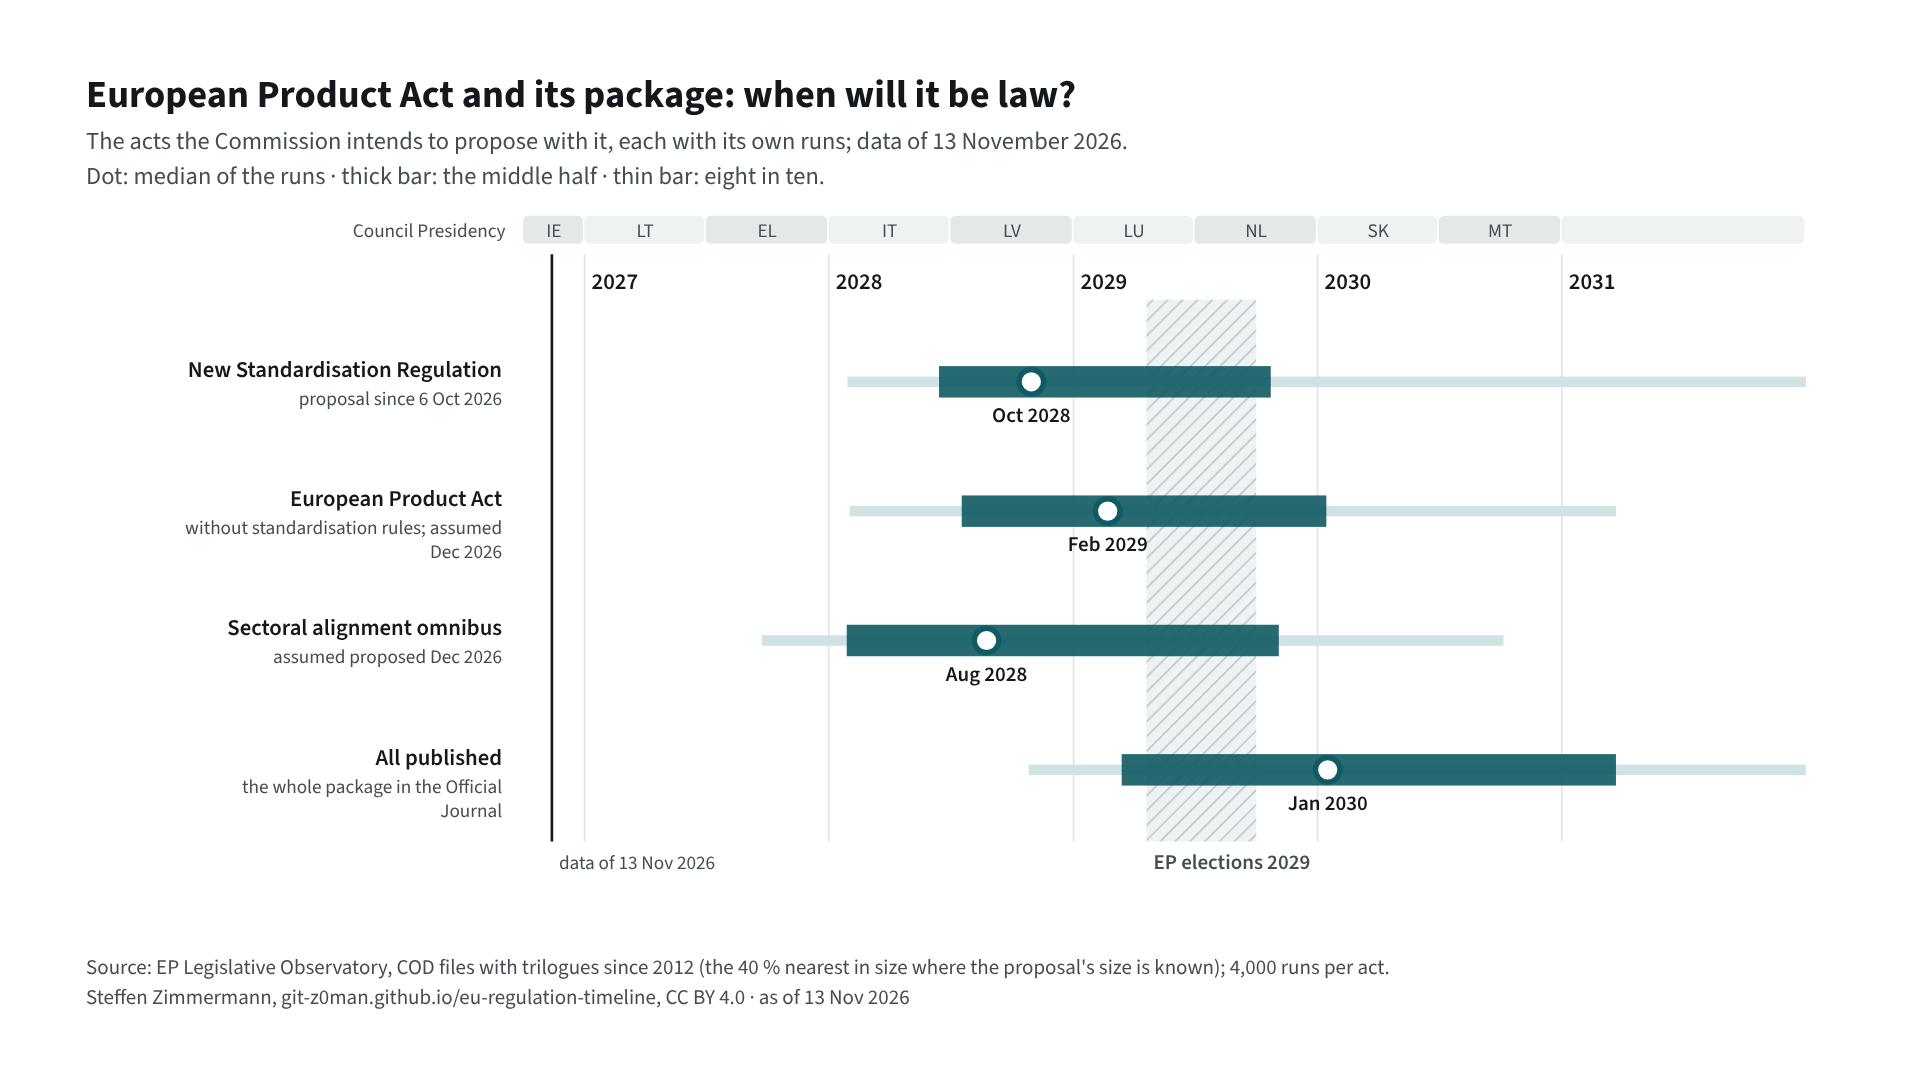 European Product Act and its package: when will it be law?
The acts the Commission intends to propose with it, each with its own runs; data of 13 November 2026.
Dot: median of the runs · thick bar: the middle half · thin bar: eight in ten.
Council Presidency IE LT EL IT LV LU NL SK MT
2027 2028 2029 2030 2031
New Standardisation Regulation
proposal since 6 Oct 2026
Oct 2028
European Product Act
without standardisation rules; assumed
Dec 2026
Feb 2029
Sectoral alignment omnibus
assumed proposed Dec 2026
Aug 2028
All published
the whole package in the Official
Journal
Jan 2030
data of 13 Nov 2026
EP elections 2029
Source: EP Legislative Observatory, COD files with trilogues since 2012 (the 40 % nearest in size where the proposal's size is known); 4,000 runs per act.
Steffen Zimmermann, git-z0man.github.io/eu-regulation-timeline, CC BY 4.0 · as of 13 Nov 2026